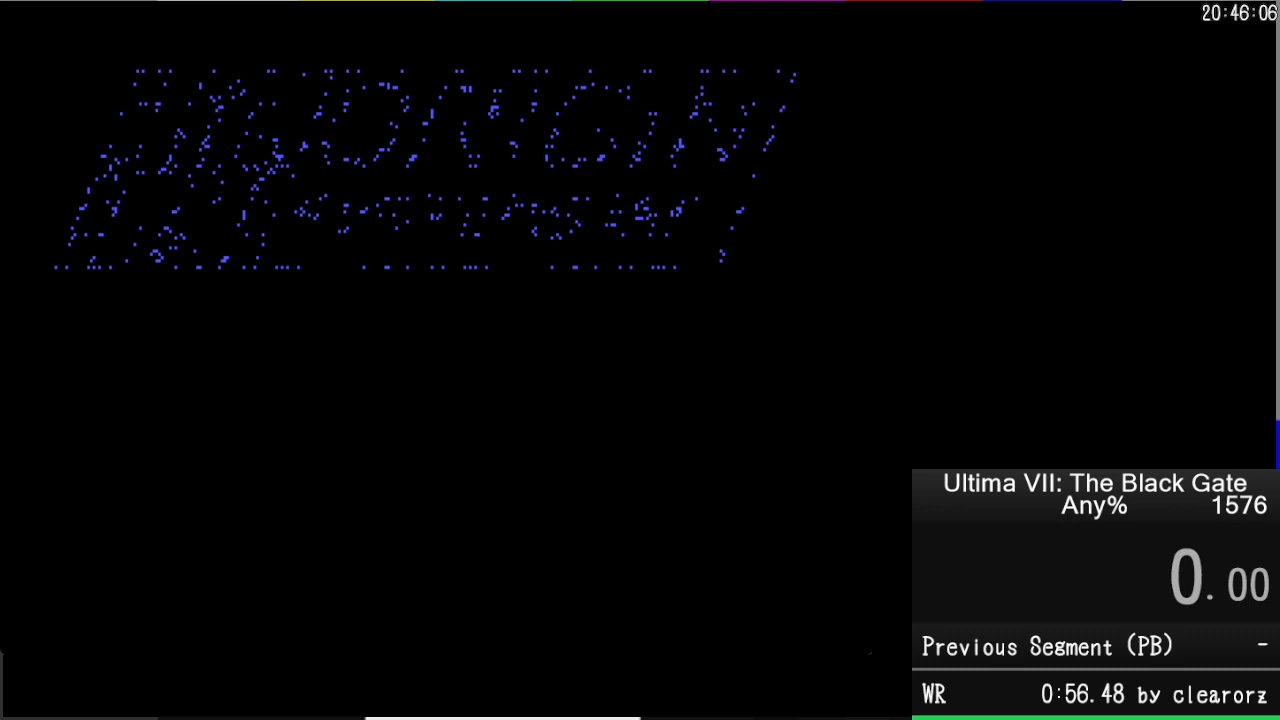 20:46:06
Ultima VII: The Black Gate
Any% 1576
0.00
Previous Segment (PB) -
WR 0:56.48 by clearorz